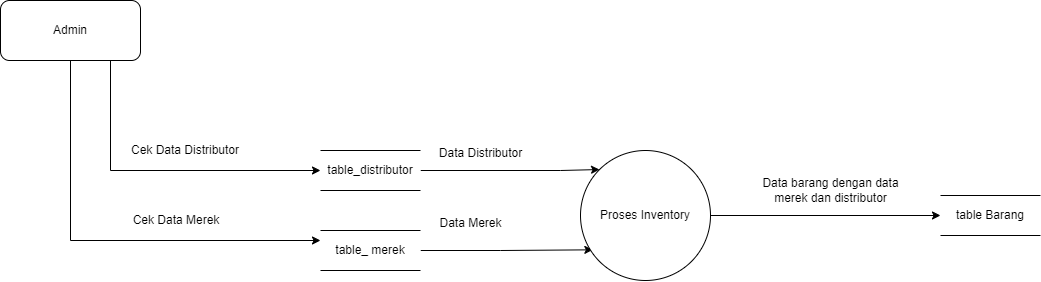 Admin
Cek Data Distributor
table_distributor
Data Distributor
Cek Data Merek
table_ merek
Data Merek
Proses Inventory
Data barang dengan data
merek dan distributor
table Barang